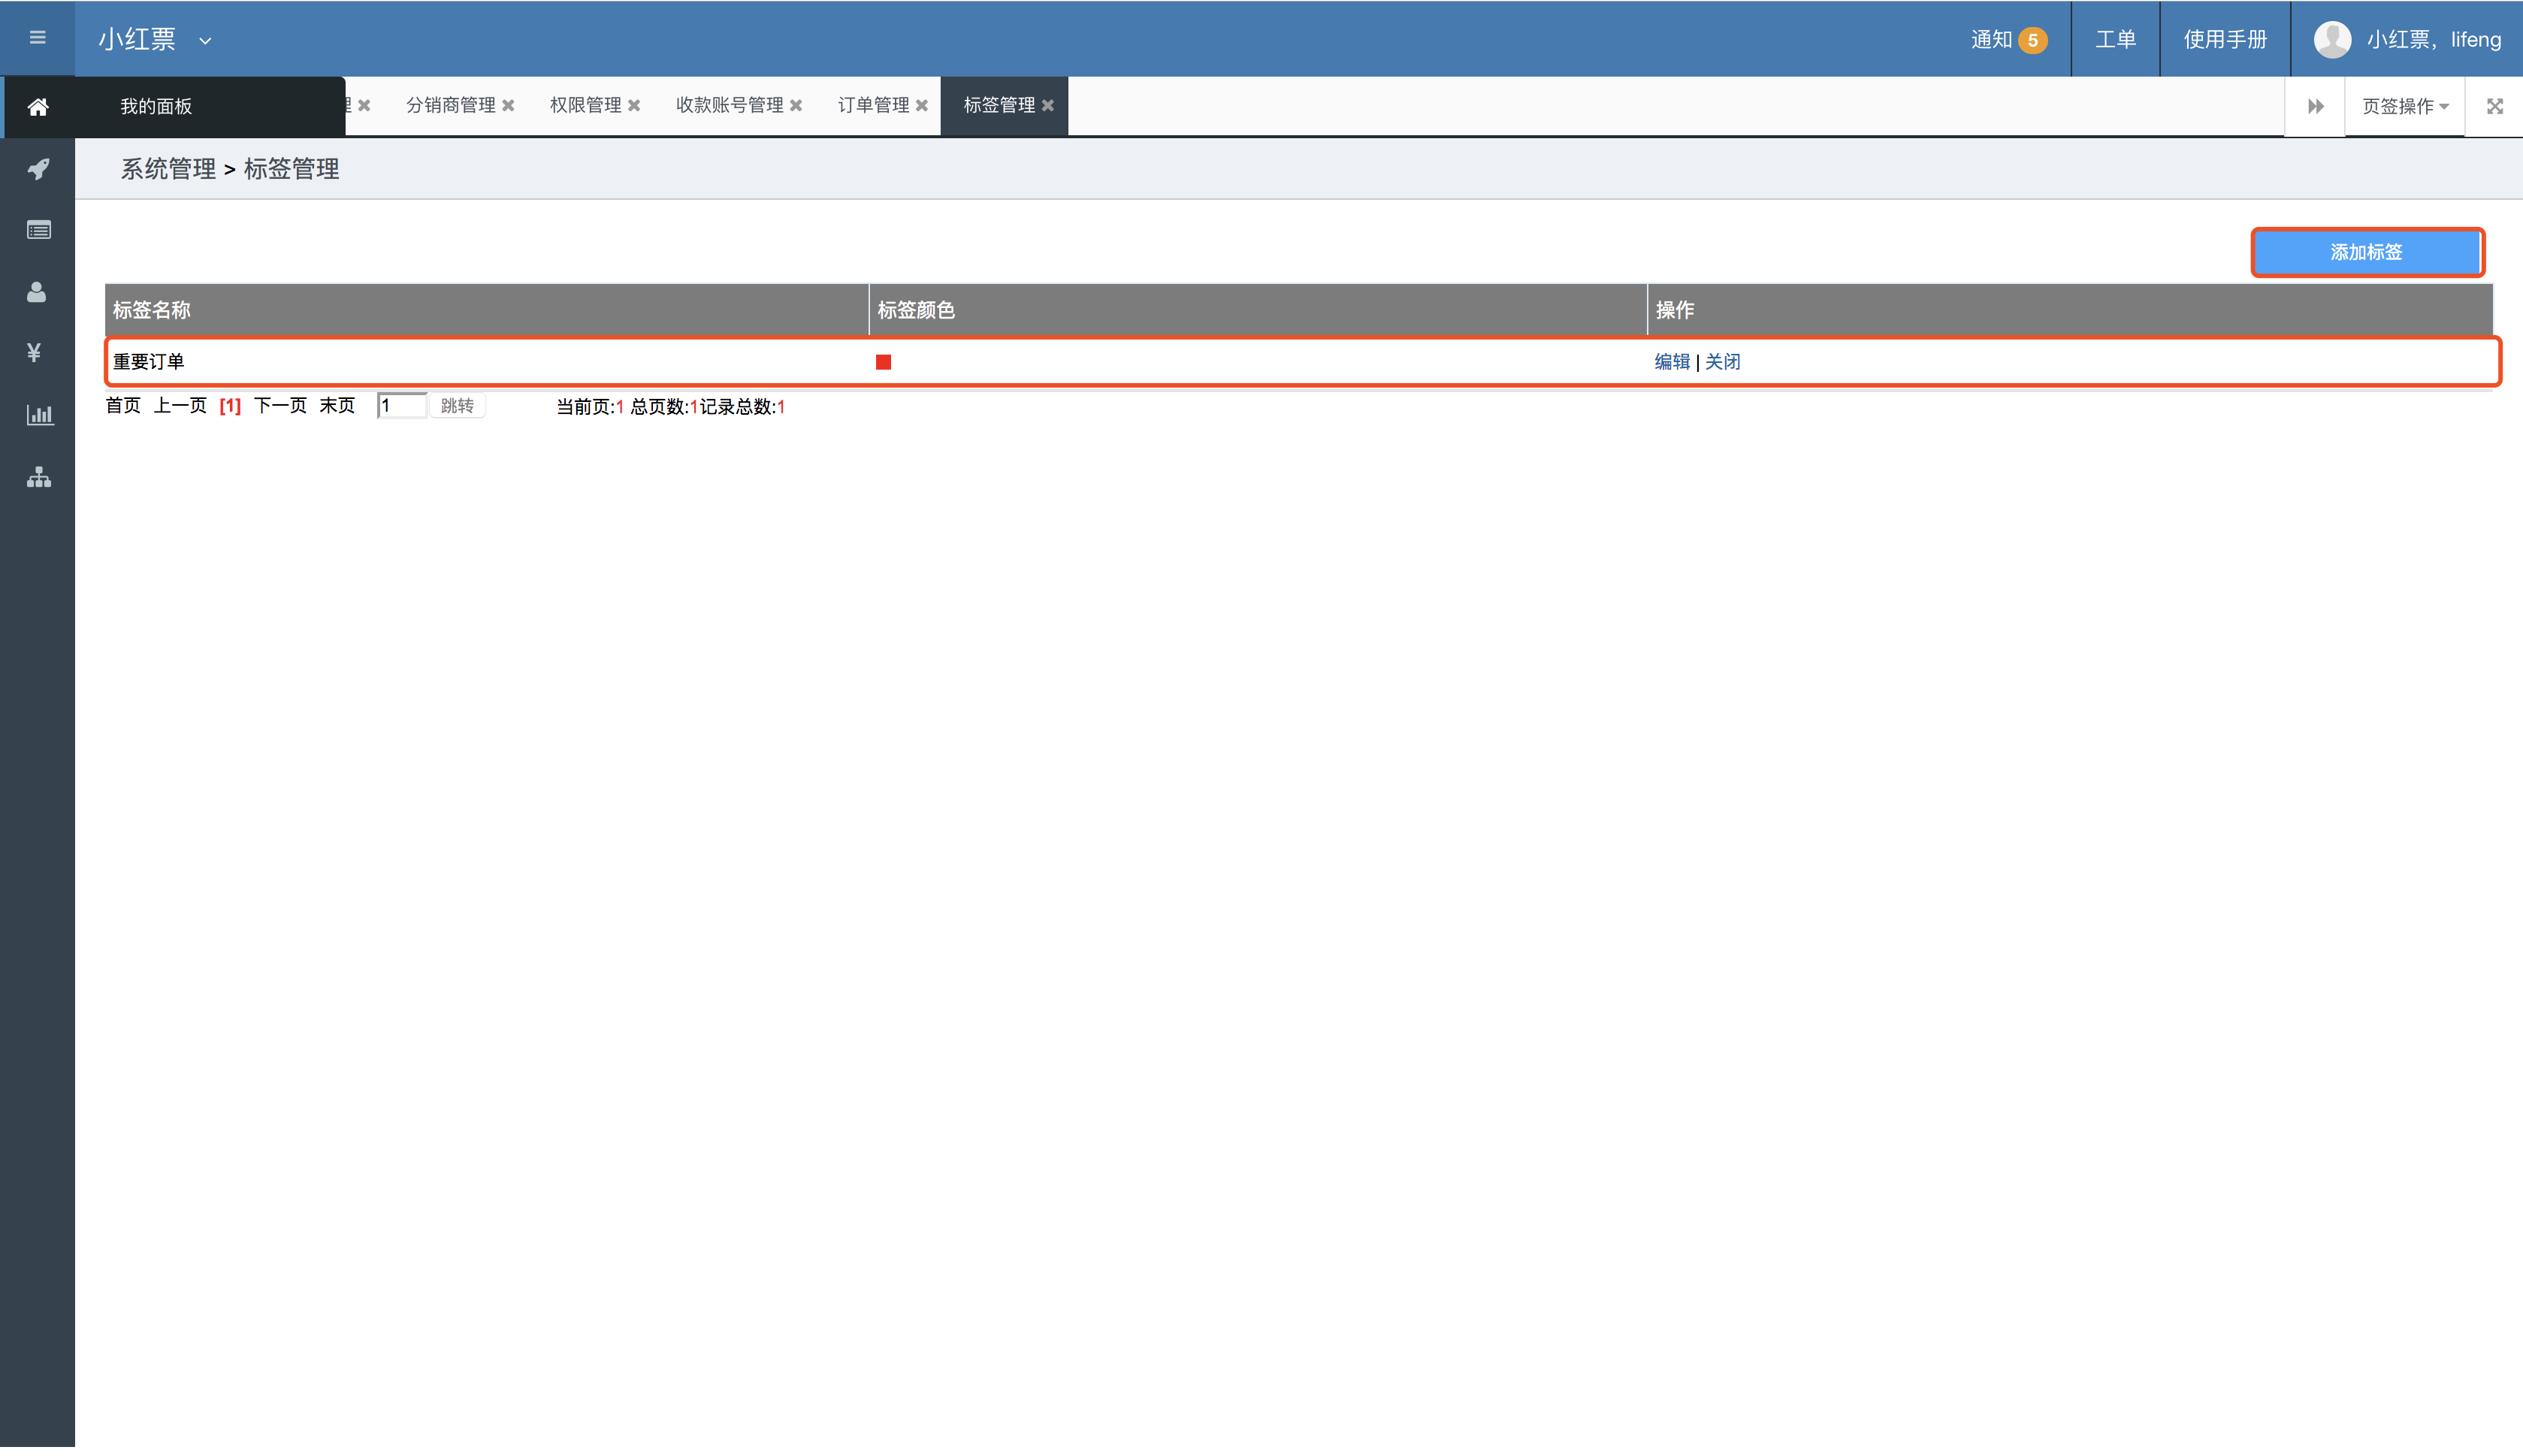 小红票
通知 5 工单 使用手册 小红票，lifeng
我的面板 分销商管理 权限管理 收款账号管理 订单管理 标签管理 页签操作
系统管理 > 标签管理
添加标签
标签名称 标签颜色 操作
重要订单 编辑 | 关闭
首页 上一页 [1] 下一页 末页 1 跳转 当前页:1 总页数:1记录总数:1